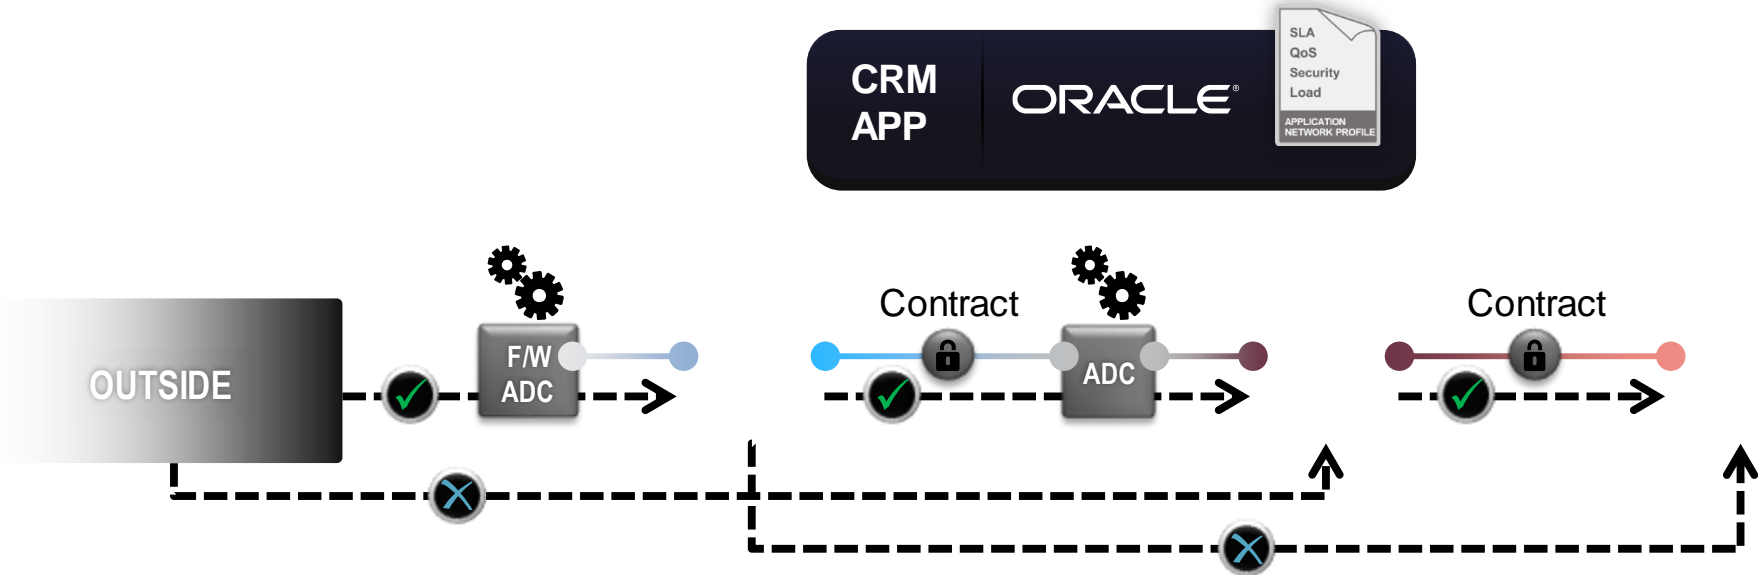 CRM
APP
ORACLE®
SLA
QoS
Security
Load
APPLICATION
NETWORK PROFILE
OUTSIDE
F/W
ADC
Contract
ADC
Contract